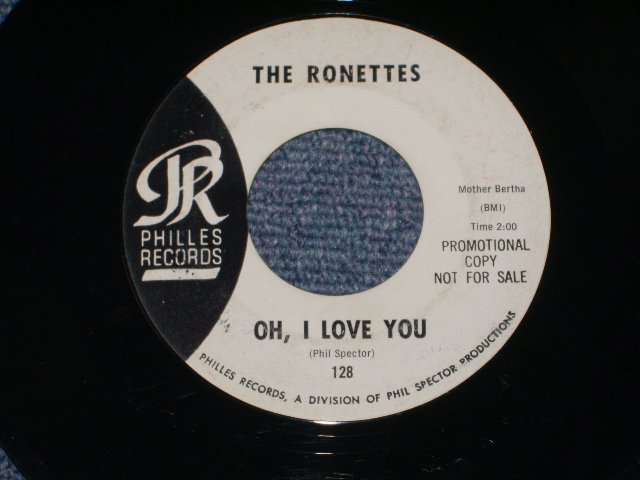 THE RONETTES
PR
PHILLES
RECORDS
Mother Bertha
(BMI)
Time 2:00
PROMOTIONAL
COPY
NOT FOR SALE
OH, I LOVE YOU
(Phil Spector)
128
PHILLES RECORDS, A DIVISION OF PHIL SPECTOR PRODUCTIONS